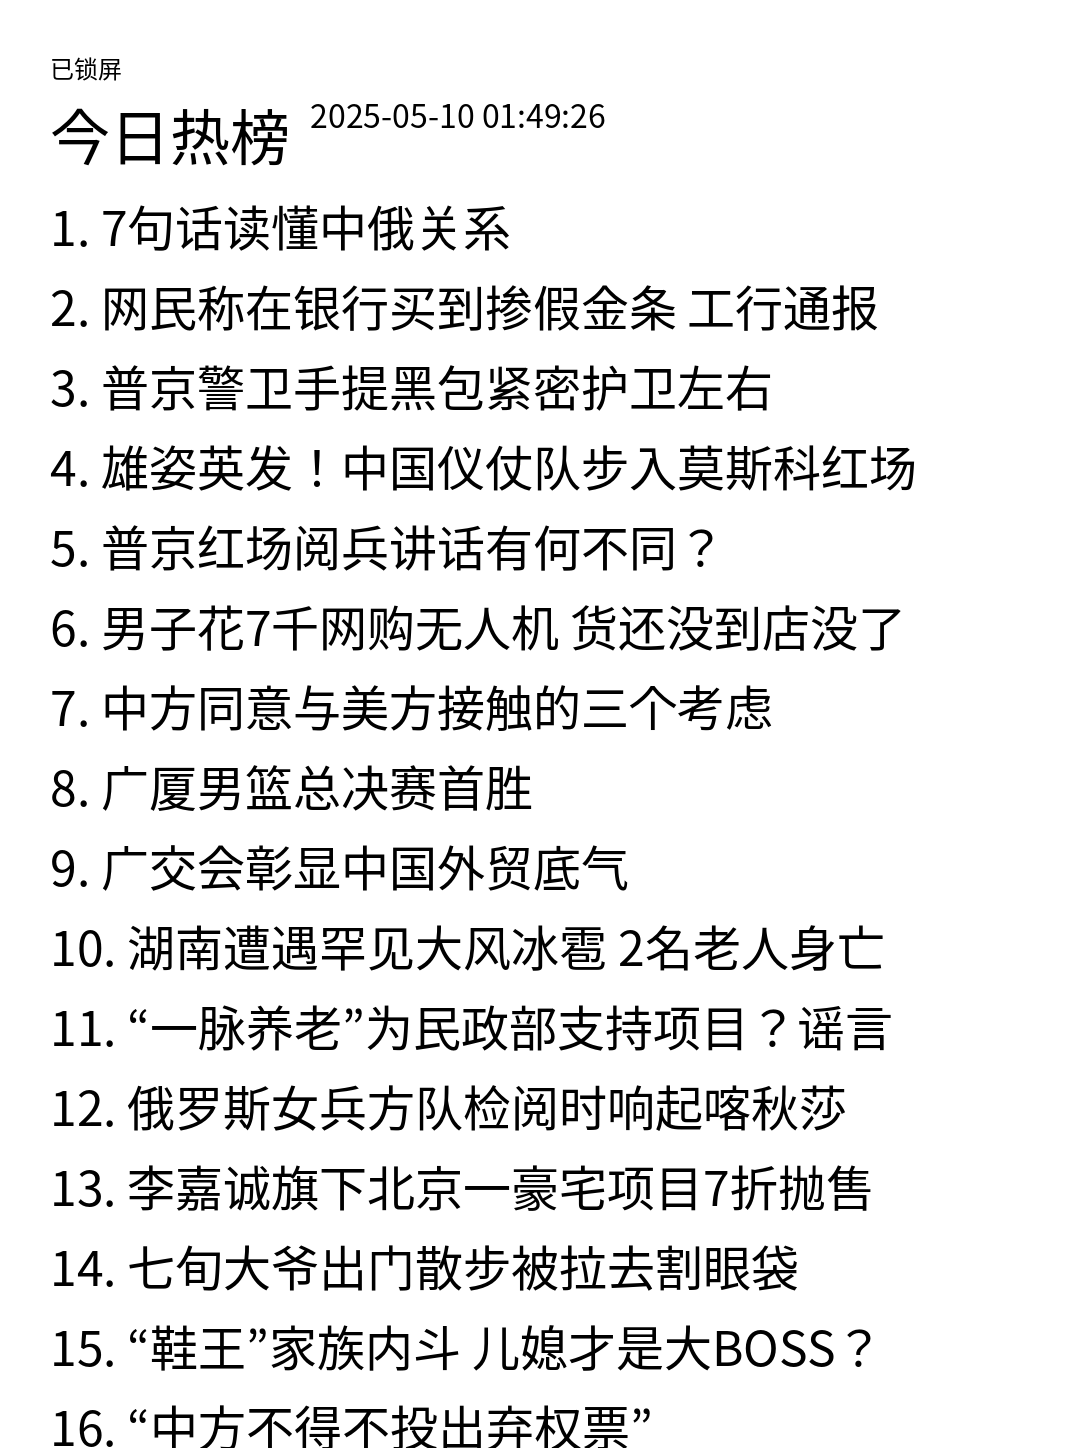 已锁屏
今日热榜 2025-05-10 01:49:26
1. 7句话读懂中俄关系
2. 网民称在银行买到掺假金条 工行通报
3. 普京警卫手提黑包紧密护卫左右
4. 雄姿英发！中国仪仗队步入莫斯科红场
5. 普京红场阅兵讲话有何不同？
6. 男子花7千网购无人机 货还没到店没了
7. 中方同意与美方接触的三个考虑
8. 广厦男篮总决赛首胜
9. 广交会彰显中国外贸底气
10. 湖南遭遇罕见大风冰雹 2名老人身亡
11. “一脉养老”为民政部支持项目？谣言
12. 俄罗斯女兵方队检阅时响起喀秋莎
13. 李嘉诚旗下北京一豪宅项目7折抛售
14. 七旬大爷出门散步被拉去割眼袋
15. “鞋王”家族内斗 儿媳才是大BOSS？
16. “中方不得不投出弃权票”